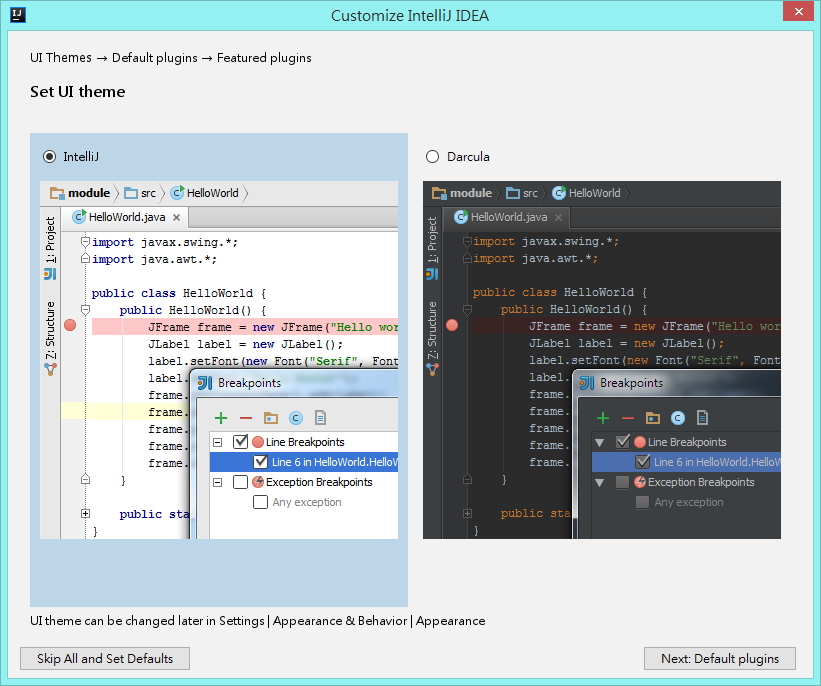 IJ
Customize IntelliJ IDEA
UI Themes → Default plugins → Featured plugins
Set UI theme
IntelliJ
module src HelloWorld
HelloWorld.java
1: Project
Z: Structure
import javax.swing.*;
import java.awt.*;
public class HelloWorld {
public HelloWorld() {
JFrame frame = new JFrame("Hello wor
JLabel label = new JLabel();
label.setFont(new Font("Serif", Font
label.
frame.
frame.
frame.
frame.
frame.
}
public sta
}
Breakpoints
Line Breakpoints
Line 6 in HelloWorld.HelloW
Exception Breakpoints
Any exception
Darcula
module src HelloWorld
HelloWorld.java
1: Project
Z: Structure
import javax.swing.*;
import java.awt.*;
public class HelloWorld {
public HelloWorld() {
JFrame frame = new JFrame("Hello wor
JLabel label = new JLabel();
label.setFont(new Font("Serif", Font
label.
frame.
frame.
frame.
frame.
frame.
}
public sta
}
Breakpoints
Line Breakpoints
Line 6 in HelloWorld.HelloW
Exception Breakpoints
Any exception
UI theme can be changed later in Settings | Appearance & Behavior | Appearance
Skip All and Set Defaults
Next: Default plugins